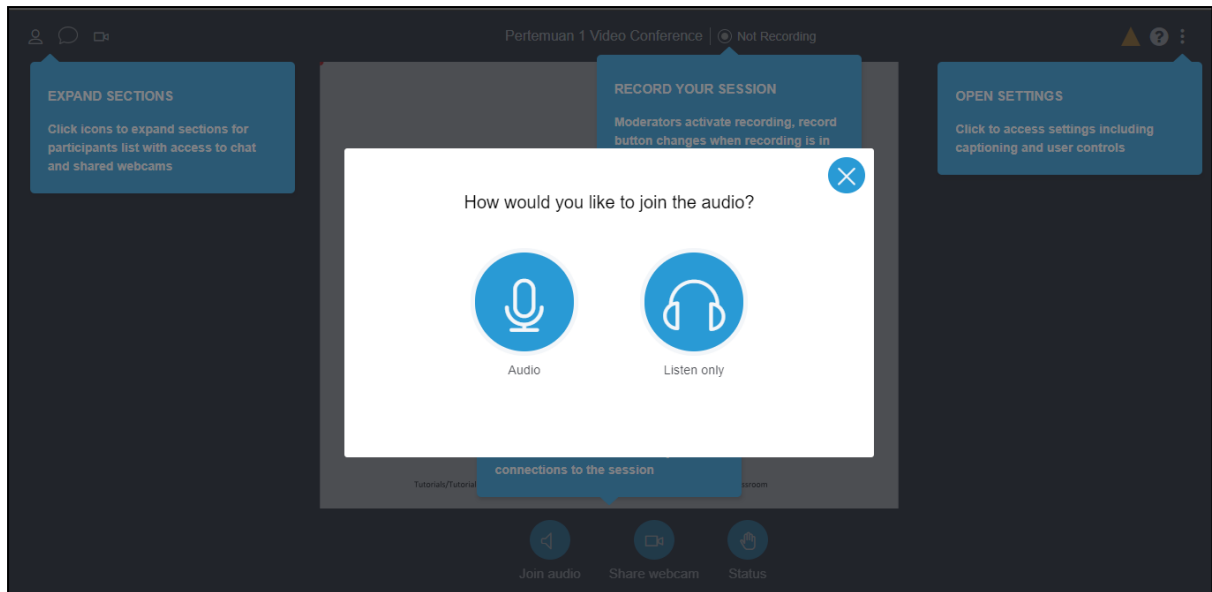 Pertemuan 1 Video Conference | Not Recording
EXPAND SECTIONS
Click icons to expand sections for
participants list with access to chat
and shared webcams
RECORD YOUR SESSION
Moderators activate recording, record
button changes when recording is in
OPEN SETTINGS
Click to access settings including
captioning and user controls
How would you like to join the audio?
Audio
Listen only
connections to the session
Tutorials/Tutorial
Join audio
Share webcam
Status